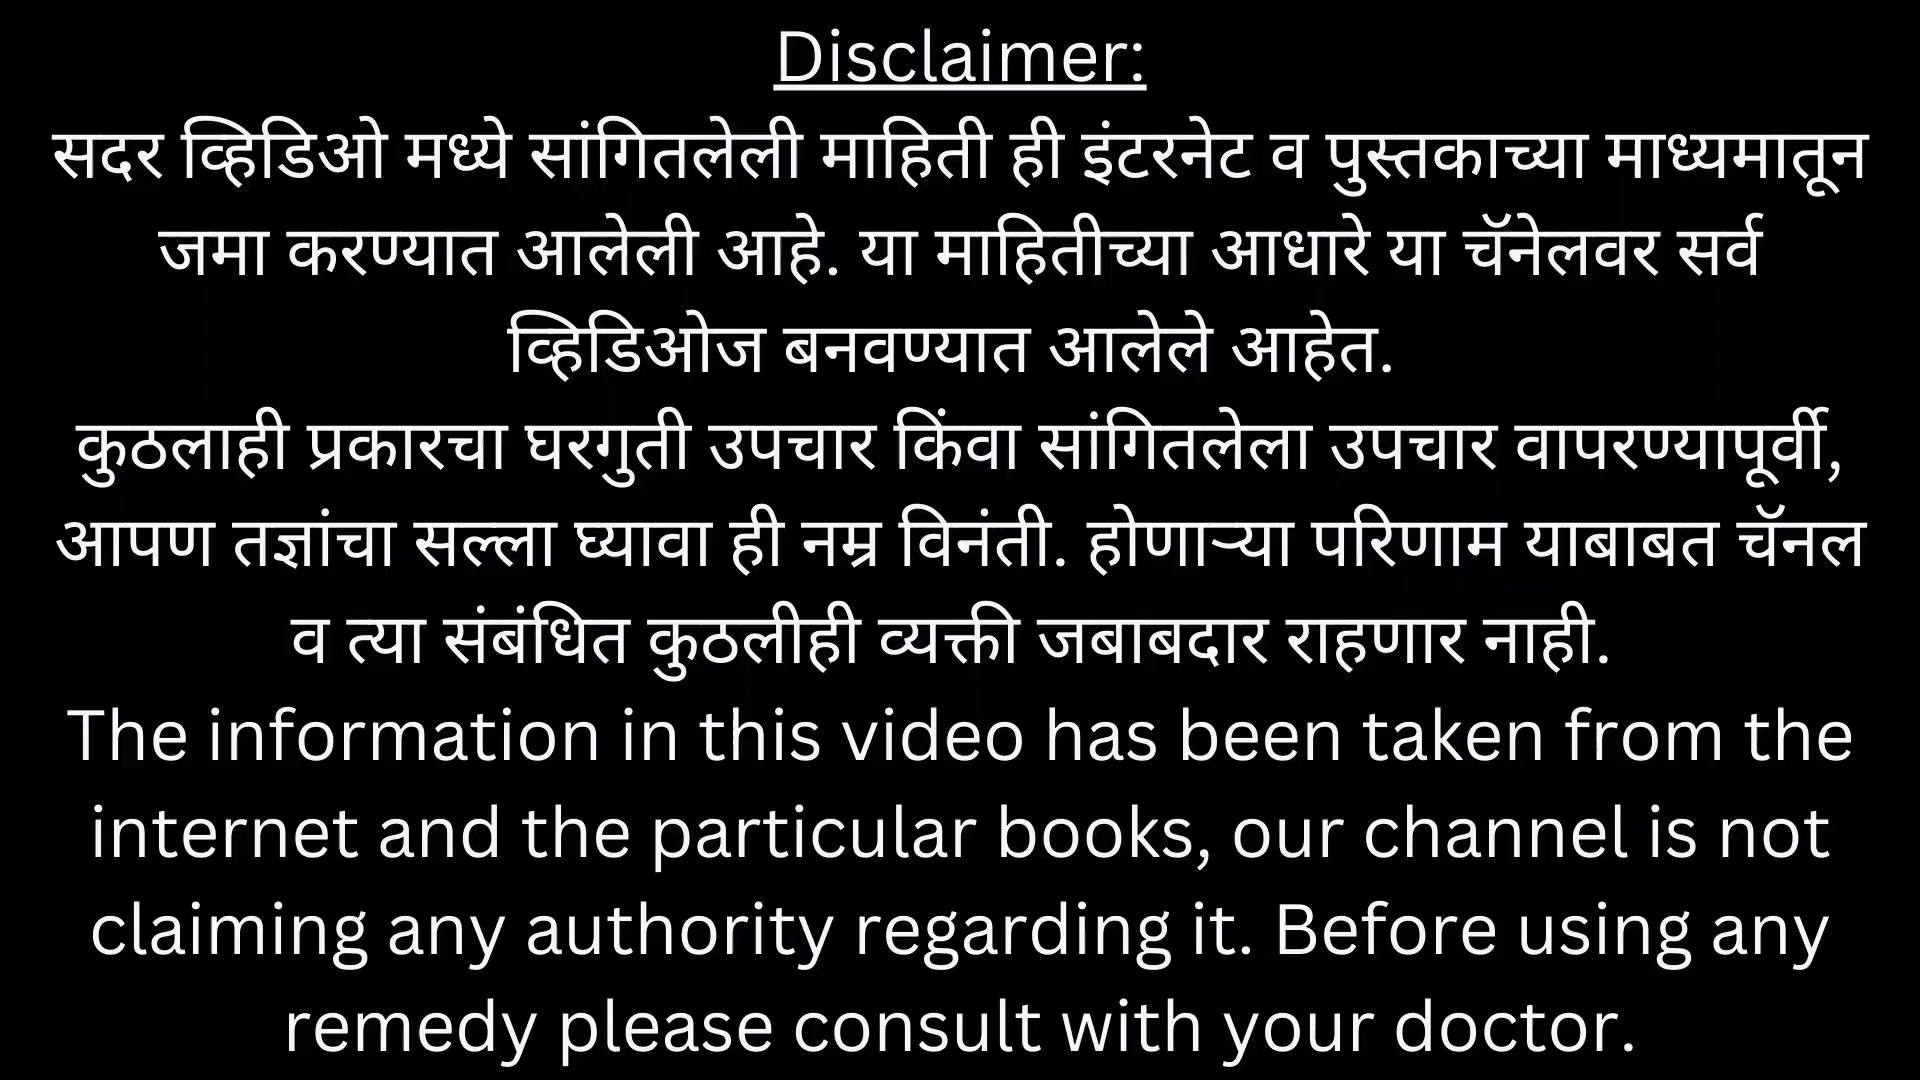 Disclaimer:
सदर व्हिडिओ मध्ये सांगितलेली माहिती ही इंटरनेट व पुस्तकाच्या माध्यमातून
जमा करण्यात आलेली आहे. या माहितीच्या आधारे या चॅनेलवर सर्व
व्हिडिओज बनवण्यात आलेले आहेत.
कुठलाही प्रकारचा घरगुती उपचार किंवा सांगितलेला उपचार वापरण्यापूर्वी,
आपण तज्ञांचा सल्ला घ्यावा ही नम्र विनंती. होणाऱ्या परिणाम याबाबत चॅनल
व त्या संबंधित कुठलीही व्यक्ती जबाबदार राहणार नाही.
The information in this video has been taken from the
internet and the particular books, our channel is not
claiming any authority regarding it. Before using any
remedy please consult with your doctor.